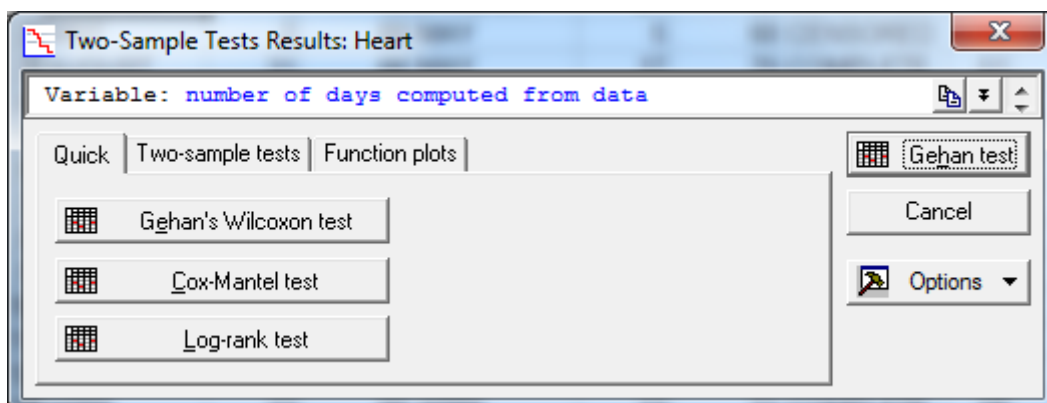 Two-Sample Tests Results: Heart
Variable: number of days computed from data
Quick
Two-sample tests
Function plots
Gehan's Wilcoxon test
Cox-Mantel test
Log-rank test
Gehan test
Cancel
Options